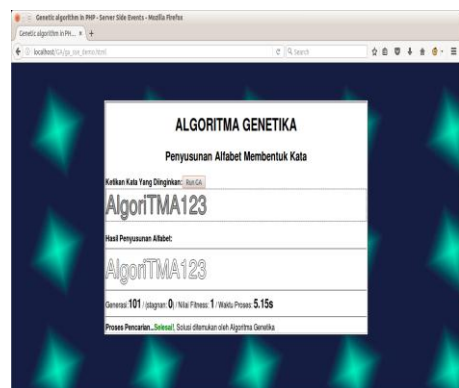 Genetic algorithm in PHP - Server Side Events - Mozilla Firefox
Genetic algorithm in PH...
localhost/GA/ga_sse_demo.html
Search
ALGORITMA GENETIKA
Penyusunan Alfabet Membentuk Kata
Ketikan Kata Yang Diinginkan: Run GA
AlgoriTMA123
Hasil Penyusunan Alfabet:
AlgoriTMA123
Generasi: 101 / (stagnan: 0) / Nilai Fitness: 1 / Waktu Proses: 5.15s
Proses Pencarian...Selesai!, Solusi ditemukan oleh Algoritma Genetika